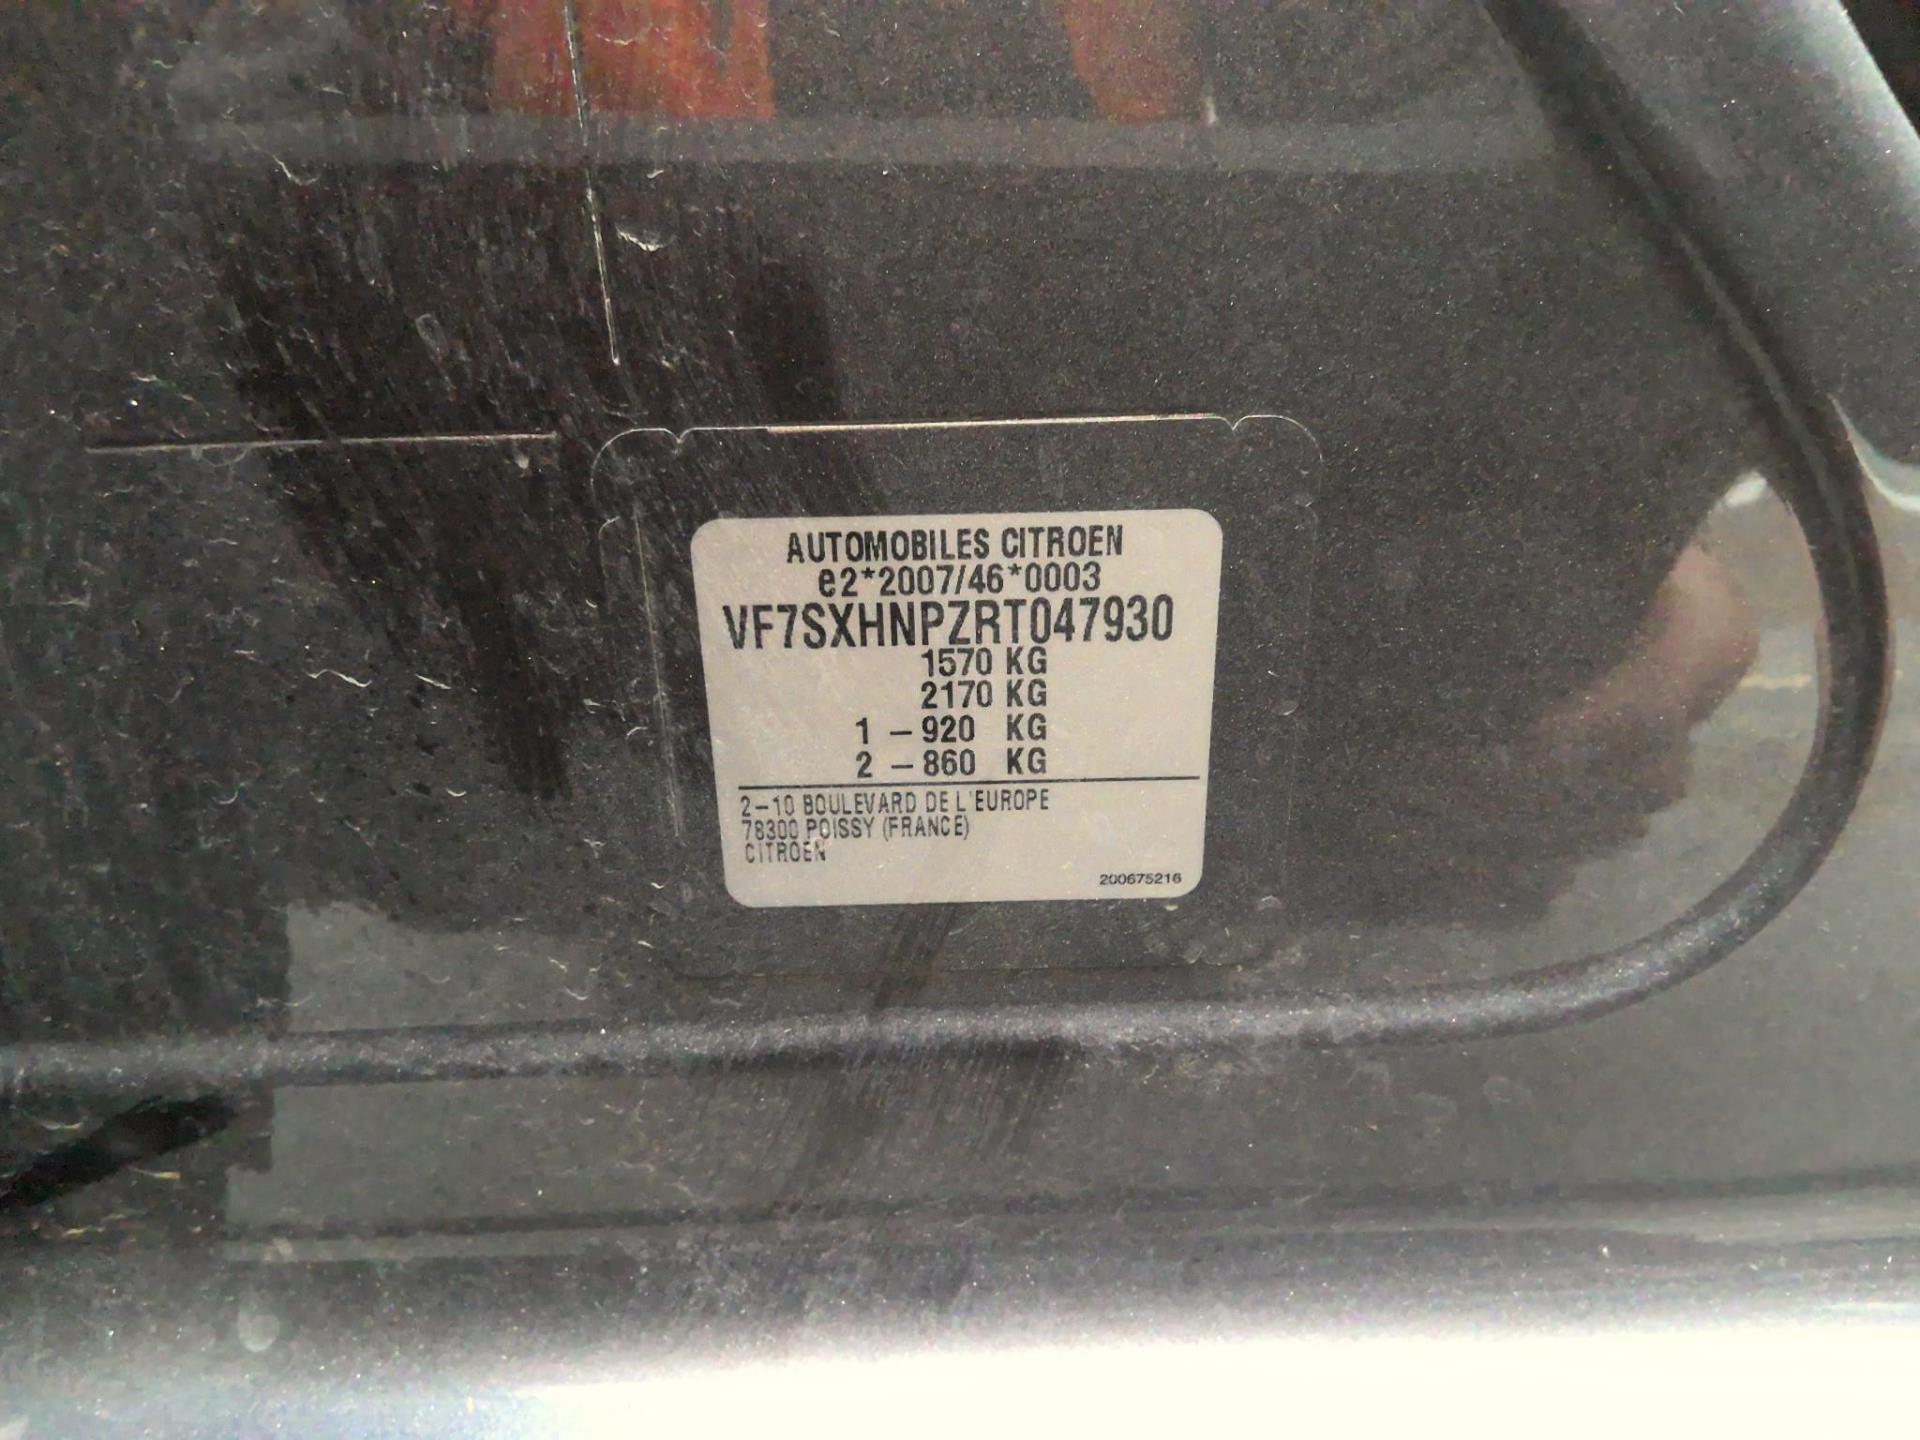 AUTOMOBILES CITROEN
e2*2007/46*0003
VF7SXHNPZRT047930
1570 KG
2170 KG
1 - 920 KG
2 - 860 KG
2-10 BOULEVARD DE L'EUROPE
78300 POISSY (FRANCE)
CITROEN
200675216